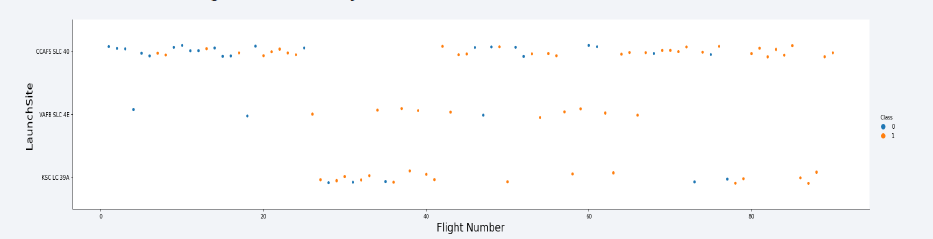 CCAFS SLC 40
VAFB SLC 4E
KSC LC 39A
LaunchSite
0
20
40
60
80
Flight Number
Class
0
1